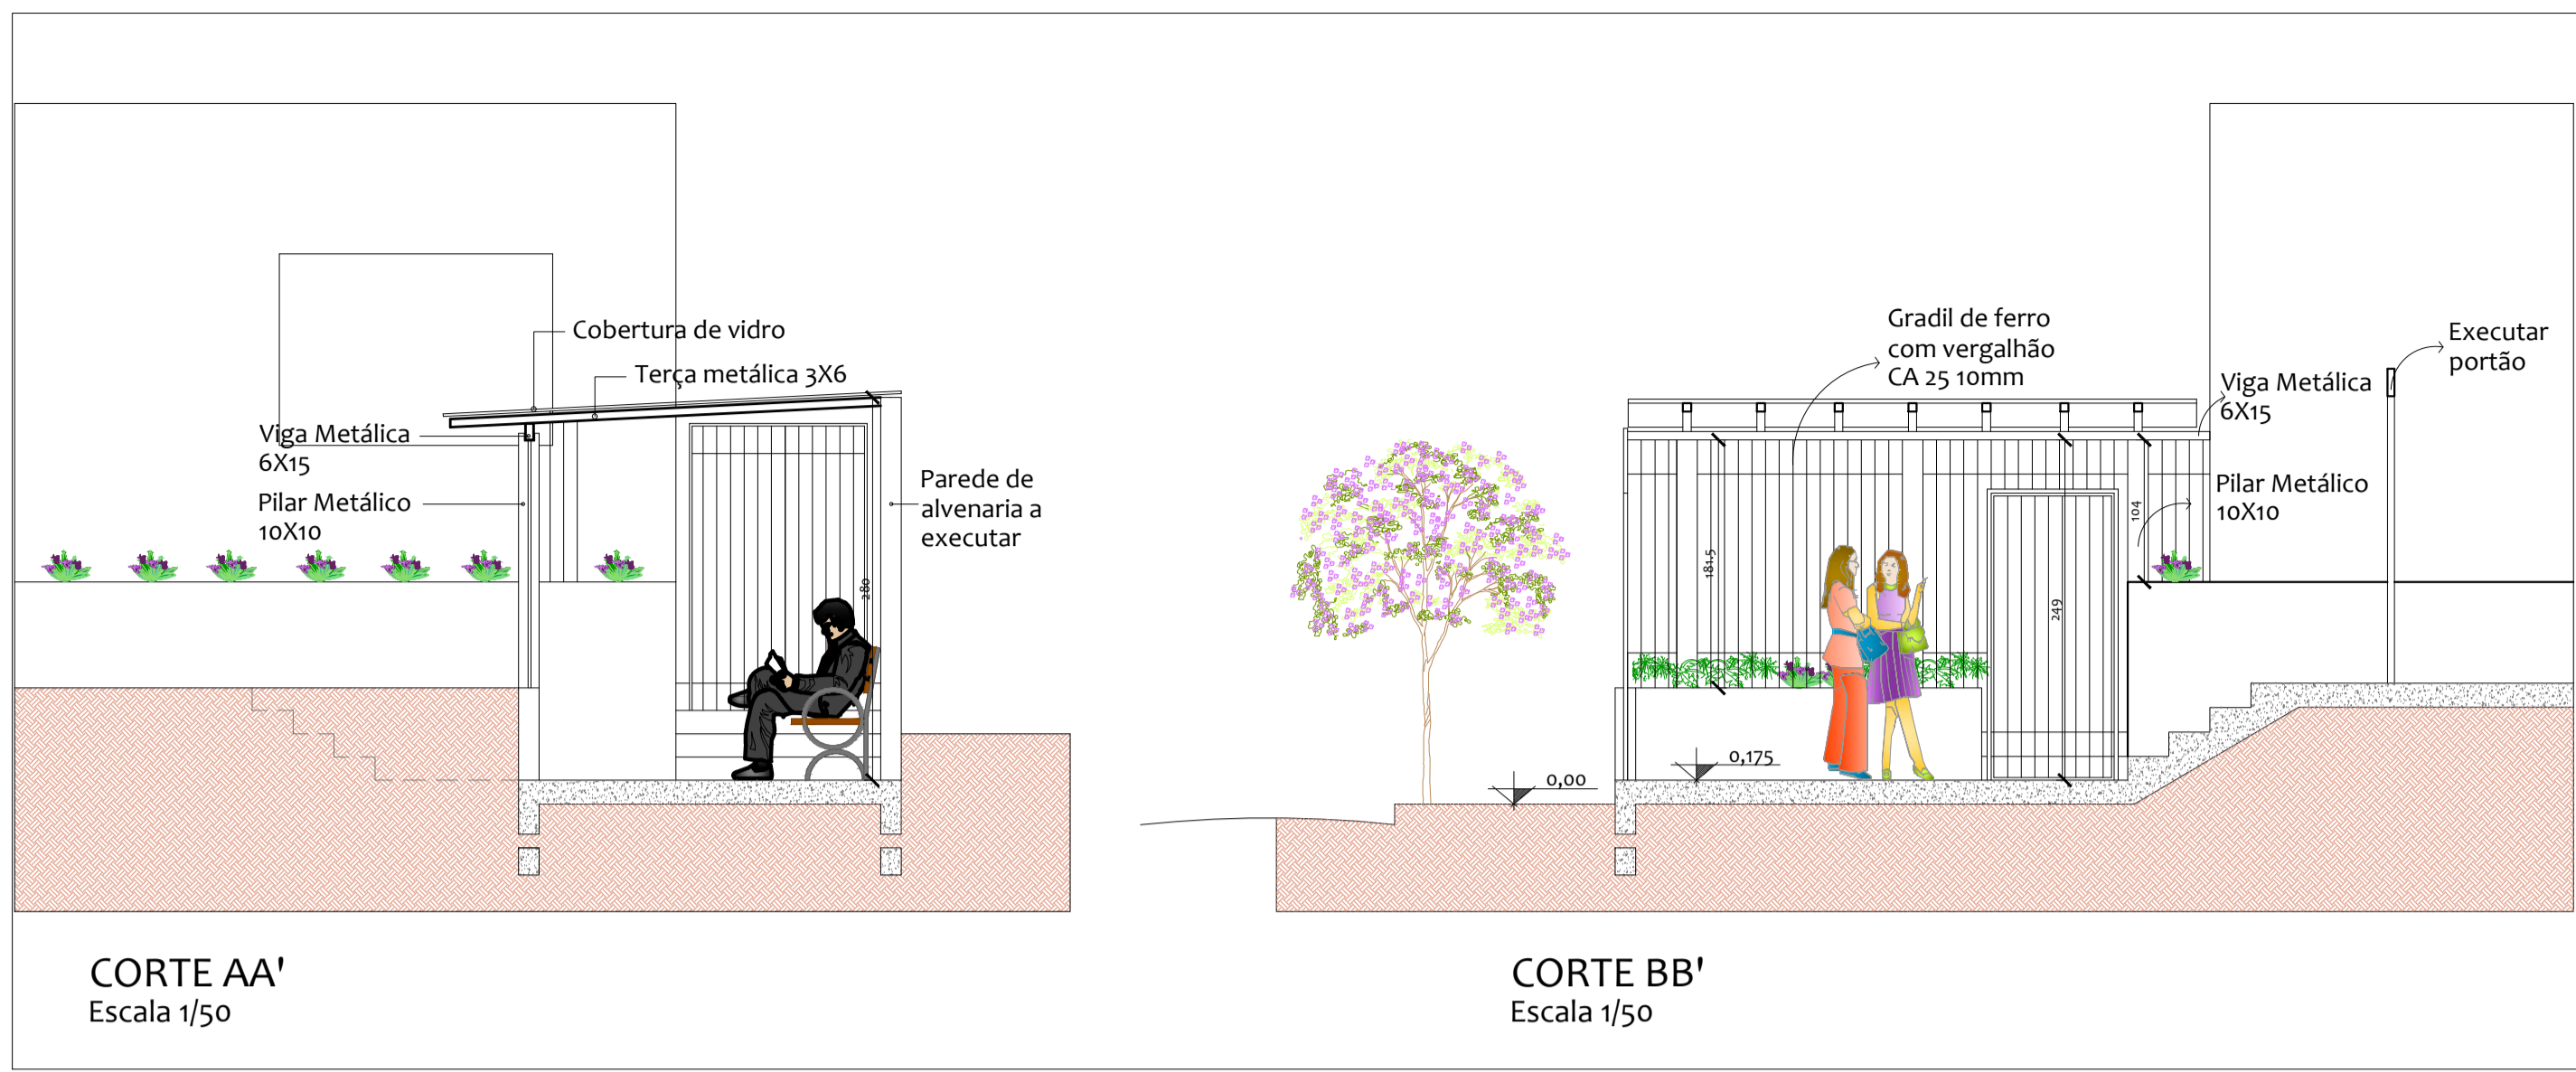 Cobertura de vidro
Terça metálica 3X6
Viga Metálica
6X15
Pilar Metálico
10X10
Parede de
alvenaria a
executar
280
CORTE AA'
Escala 1/50
Gradil de ferro
com vergalhão
CA 25 10mm
Executar
portão
Viga Metálica
6X15
Pilar Metálico
10X10
104
181.5
249
0,175
0,00
CORTE BB'
Escala 1/50